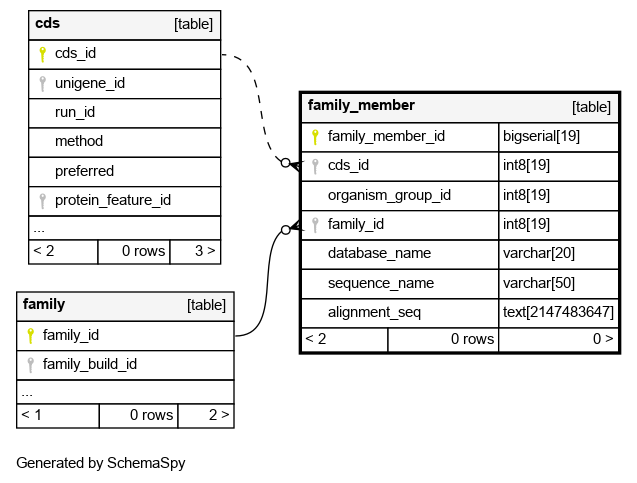 cds [table]
cds_id
unigene_id
run_id
method
preferred
protein_feature_id
...
< 2 0 rows 3 >
family_member [table]
family_member_id bigserial[19]
cds_id int8[19]
organism_group_id int8[19]
family_id int8[19]
database_name varchar[20]
sequence_name varchar[50]
alignment_seq text[2147483647]
< 2 0 rows 0 >
family [table]
family_id
family_build_id
...
< 1 0 rows 2 >
Generated by SchemaSpy